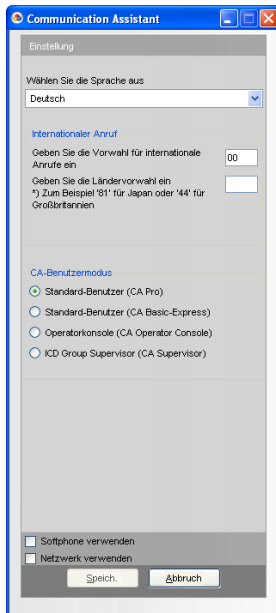 Communication Assistant
Einstellung
Wählen Sie die Sprache aus
Deutsch
Internationaler Anruf
Geben Sie die Vorwahl für internationale
Anrufe ein
00
Geben Sie die Ländervorwahl ein
*) Zum Beispiel '81' für Japan oder '44' für
Großbritannien
CA-Benutzermodus
Standard-Benutzer (CA Pro)
Standard-Benutzer (CA Basic-Express)
Operatorkonsole (CA Operator Console)
ICD Group Supervisor (CA Supervisor)
Softphone verwenden
Netzwerk verwenden
Speich.
Abbruch